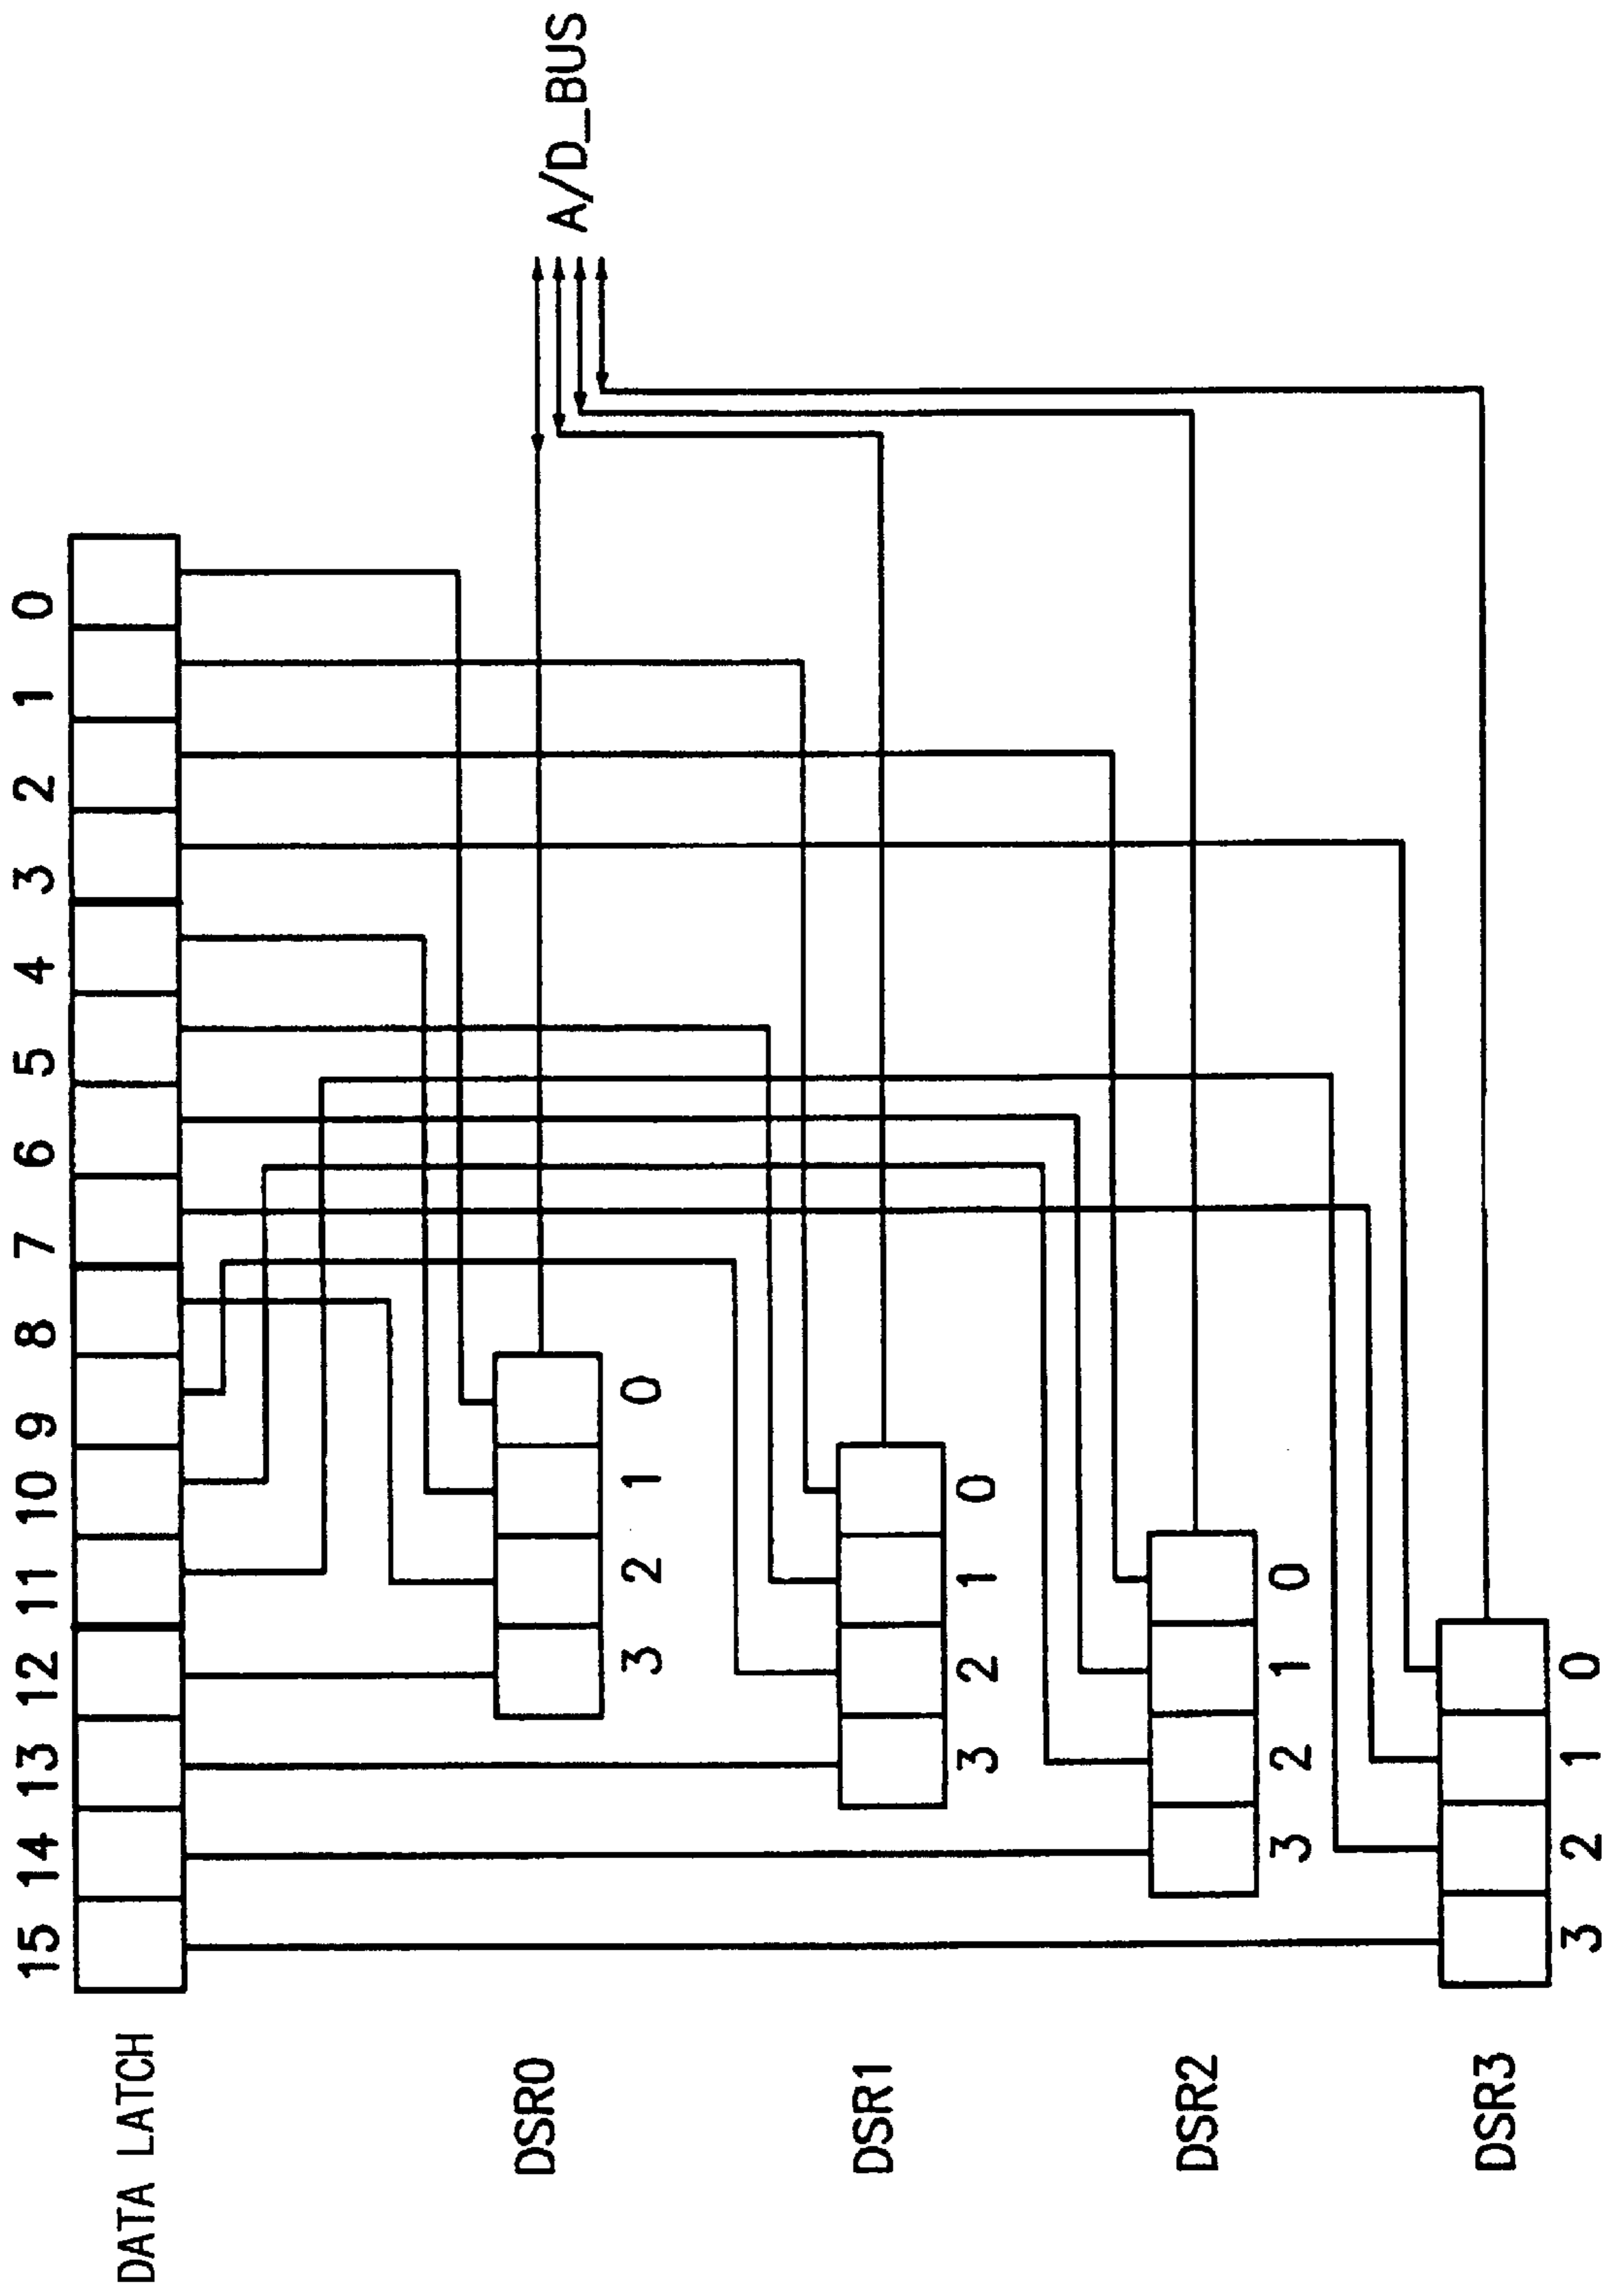 DATA LATCH
15 14 13 12 11 10 9 8 7 6 5 4 3 2 1 0
A/D_BUS
DSR0
3 2 1 0
DSR1
3 2 1 0
DSR2
3 2 1 0
DSR3
3 2 1 0